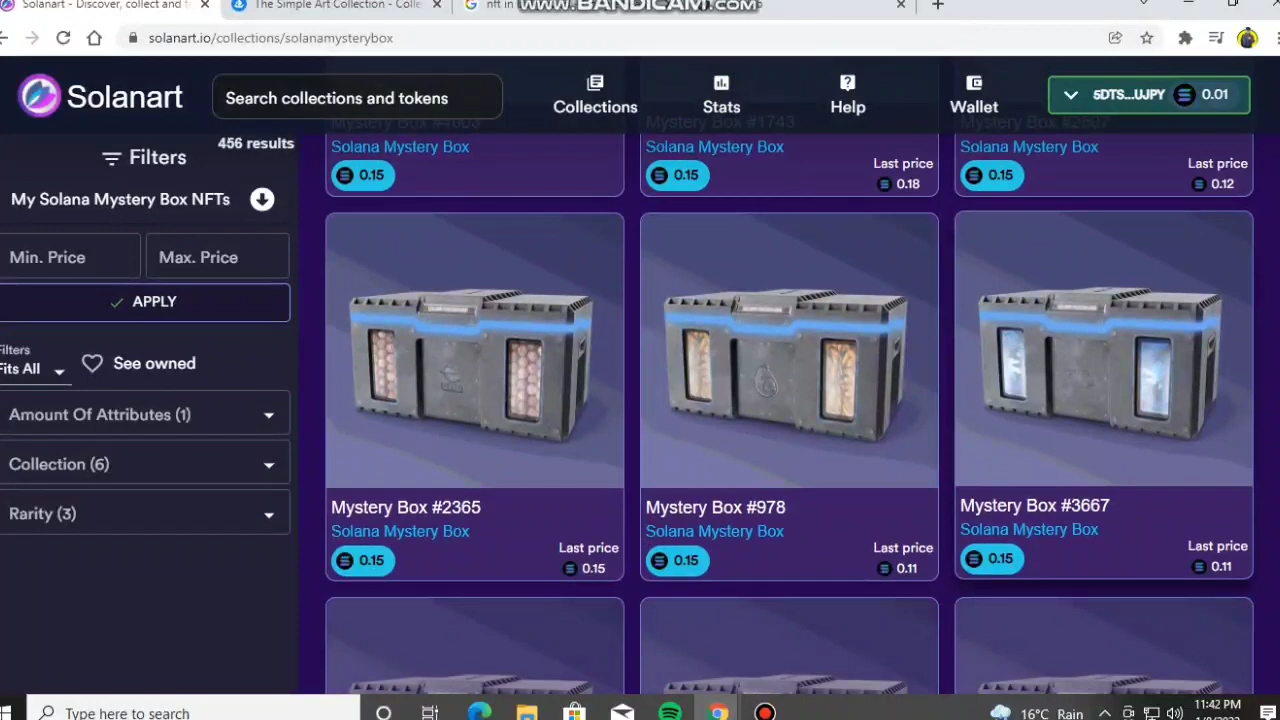 Solanart - Discover, collect and
The Simple Art Collection - Colle
nft in
WWW.BANDICAM.COM
solanart.io/collections/solanamysterybox
Solanart
Search collections and tokens
Collections
Stats
Help
Wallet
5DTS...UJPY
0.01
456 results
Filters
My Solana Mystery Box NFTs
Min. Price
Max. Price
APPLY
Filters
Fits All
See owned
Amount Of Attributes (1)
Collection (6)
Rarity (3)
Solana Mystery Box
0.15
Mystery Box #1743
Solana Mystery Box
0.15
Last price
0.18
Solana Mystery Box
0.15
Last price
0.12
Mystery Box #2365
Solana Mystery Box
0.15
Last price
0.15
Mystery Box #978
Solana Mystery Box
0.15
Last price
0.11
Mystery Box #3667
Solana Mystery Box
0.15
Last price
0.11
Type here to search
16°C Rain
11:42 PM